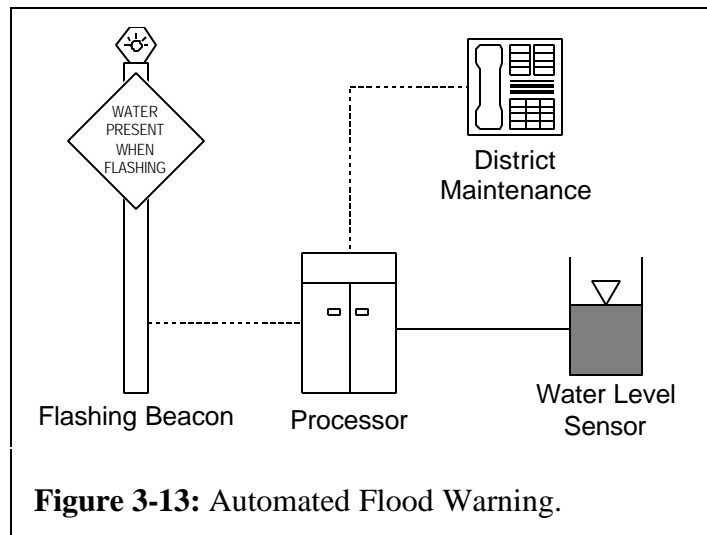 WATER
PRESENT
WHEN
FLASHING
District
Maintenance
Flashing Beacon
Processor
Water Level
Sensor
Figure 3-13: Automated Flood Warning.